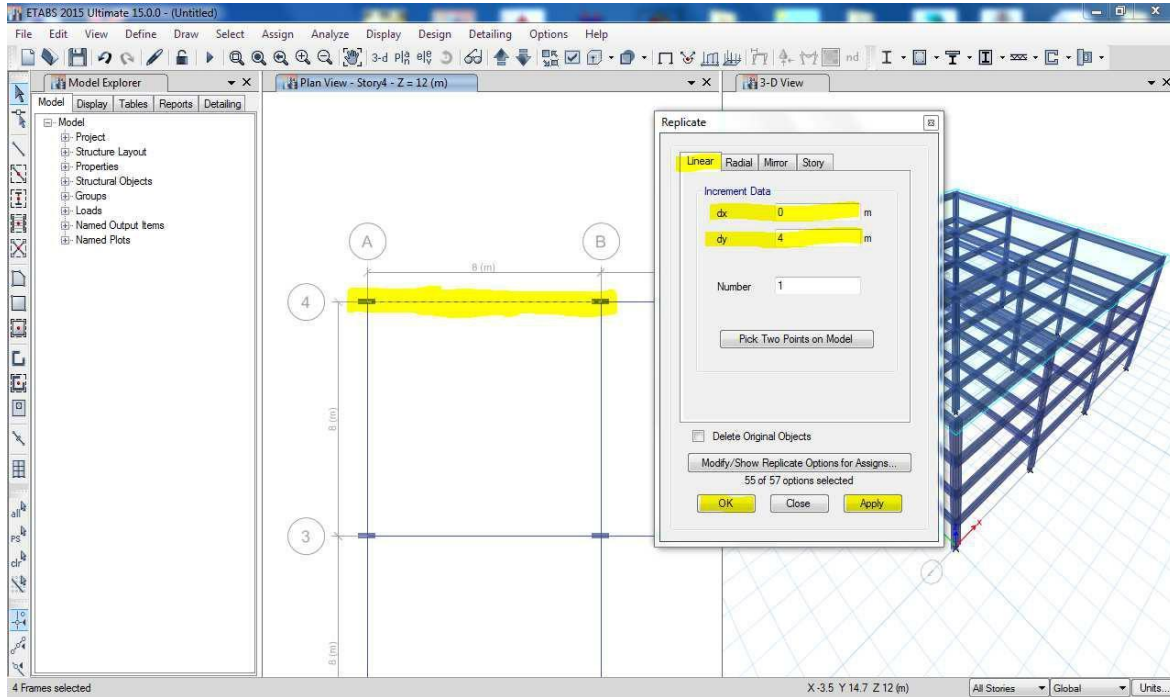 ETABS 2015 Ultimate 15.0.0 - (Untitled)
File Edit View Define Draw Select Assign Analyze Display Design Detailing Options Help
3-d nd
Model Explorer
Model Display Tables Reports Detailing
Model
Project
Structure Layout
Properties
Structural Objects
Groups
Loads
Named Output Items
Named Plots
all
PS
clr
Plan View - Story4 - Z = 12 (m)
A B
8 (m)
4
8 (m)
3
8 (m)
3-D View
X
Replicate
Linear Radial Mirror Story
Increment Data
dx 0 m
dy 4 m
Number 1
Pick Two Points on Model
Delete Original Objects
Modify/Show Replicate Options for Assigns...
55 of 57 options selected
OK Close Apply
4 Frames selected
X -3.5 Y 14.7 Z 12 (m)
All Stories Global Units...